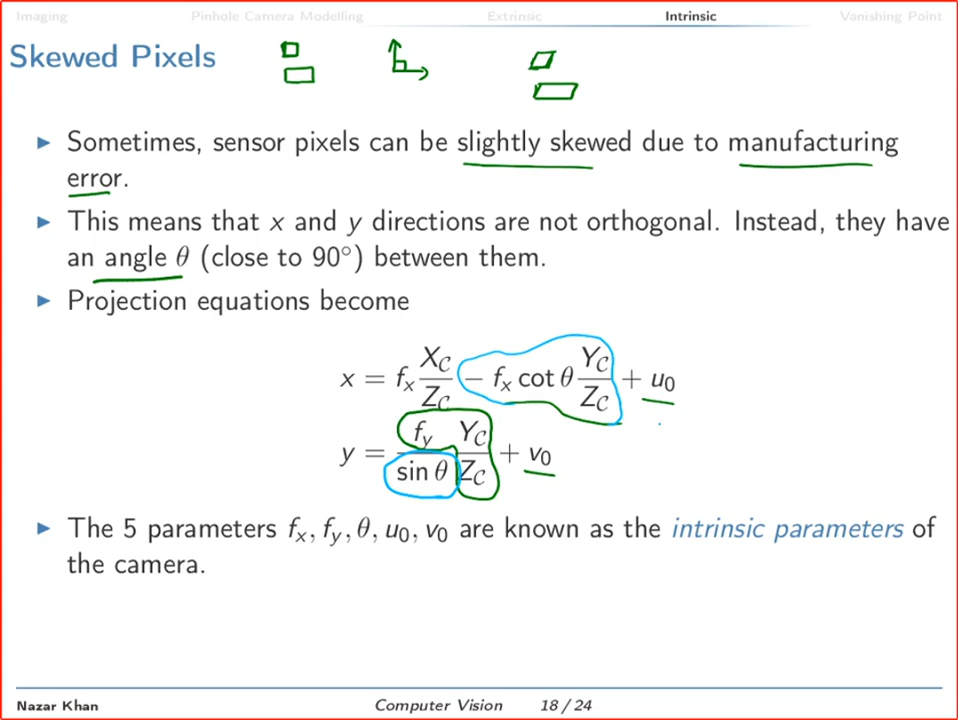 Imaging Pinhole Camera Modelling Extrinsic Intrinsic Vanishing Point
Skewed Pixels
▶ Sometimes, sensor pixels can be slightly skewed due to manufacturing
error.
▶ This means that x and y directions are not orthogonal. Instead, they have
an angle θ (close to 90°) between them.
▶ Projection equations become
x = f_x X_C/Z_C − f_x cot θ Y_C/Z_C + u_0
y = f_y/sin θ Y_C/Z_C + v_0
▶ The 5 parameters f_x, f_y, θ, u_0, v_0 are known as the intrinsic parameters of
the camera.
Nazar Khan Computer Vision 18 / 24